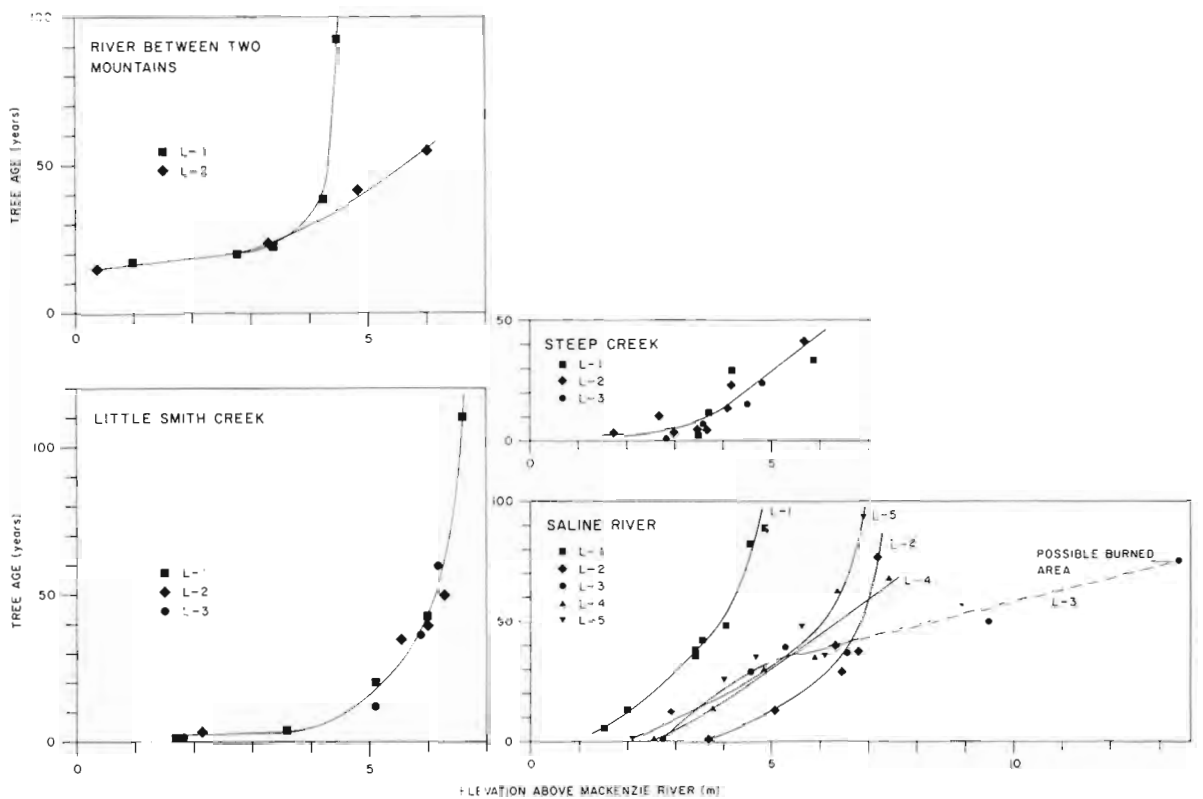 100
RIVER BETWEEN TWO
MOUNTAINS
L-1
L-2
TREE AGE (years)
50
0
0
5
LITTLE SMITH CREEK
100
L-1
L-2
L-3
TREE AGE (years)
50
0
0
5
50
STEEP CREEK
L-1
L-2
L-3
0
0
5
100
SALINE RIVER
L-1
L-2
L-3
L-4
L-5
L-1
L-5
L-2
L-4
POSSIBLE BURNED
AREA
L-3
50
0
0
5
10
ELEVATION ABOVE MACKENZIE RIVER (m)